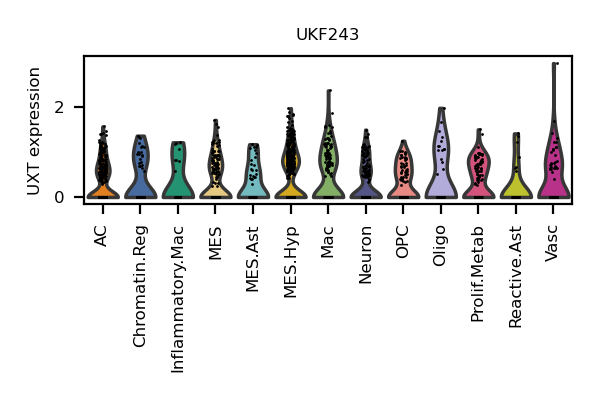 UKF243
UXT expression
2
0
AC
Chromatin.Reg
Inflammatory.Mac
MES
MES.Ast
MES.Hyp
Mac
Neuron
OPC
Oligo
Prolif.Metab
Reactive.Ast
Vasc